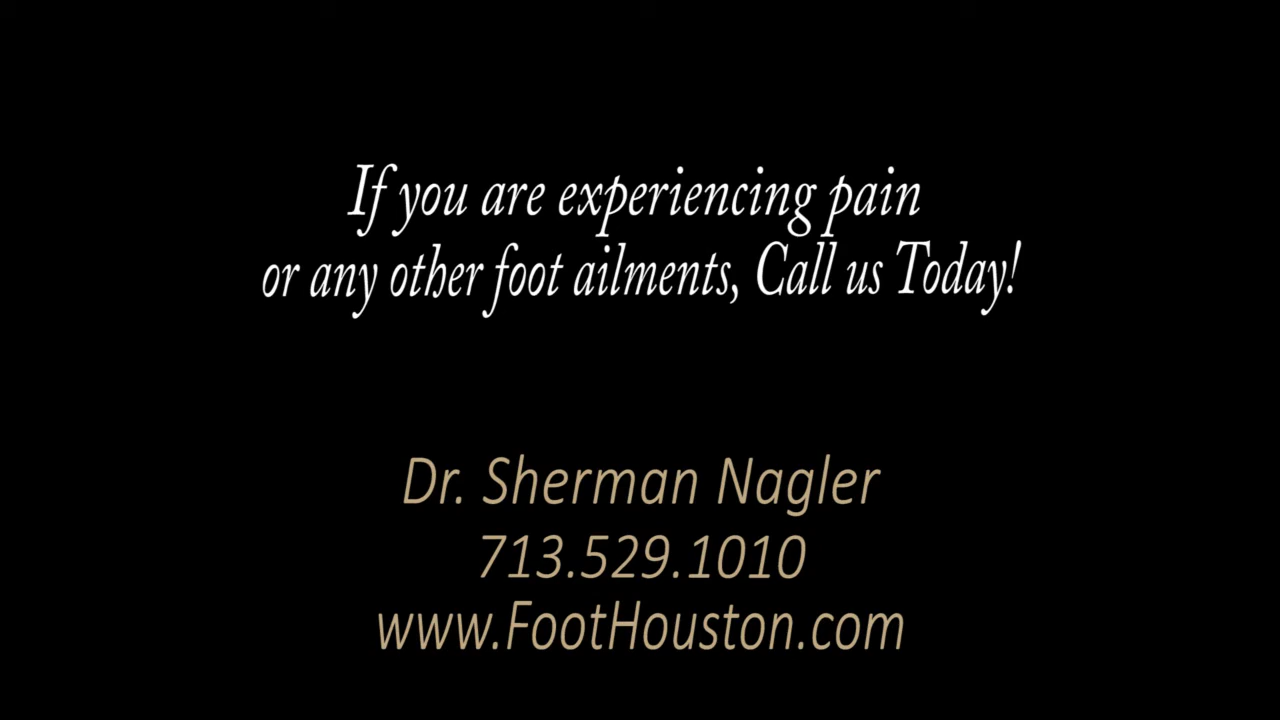 If you are experiencing pain
or any other foot ailments, Call us Today!
Dr. Sherman Nagler
713.529.1010
www.FootHouston.com